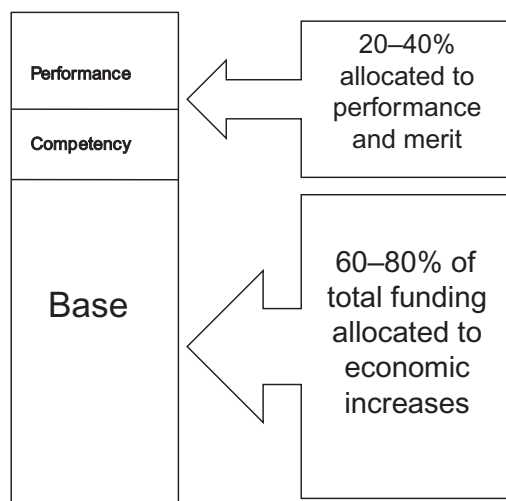 Performance
Competency
Base
20–40%
allocated to
performance
and merit
60–80% of
total funding
allocated to
economic
increases